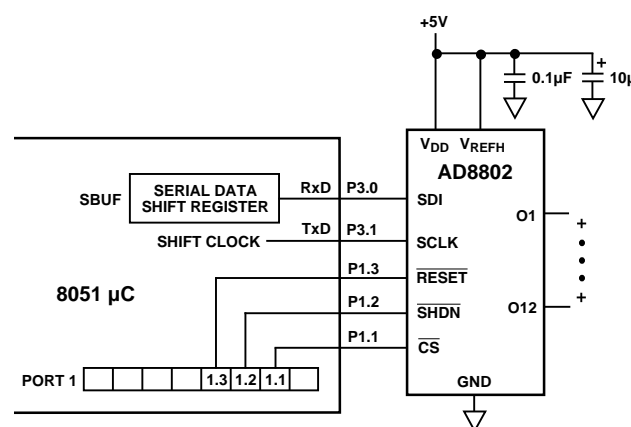 +5V
0.1µF
+
10µ
V_DD V_REFH
AD8802
RxD P3.0
SBUF
SERIAL DATA
SHIFT REGISTER
SDI
O1
TxD P3.1
SHIFT CLOCK
SCLK
+
P1.3
RESET
8051 µC
P1.2
SHDN
+
O12
P1.1
CS
PORT 1
1.3 1.2 1.1
GND